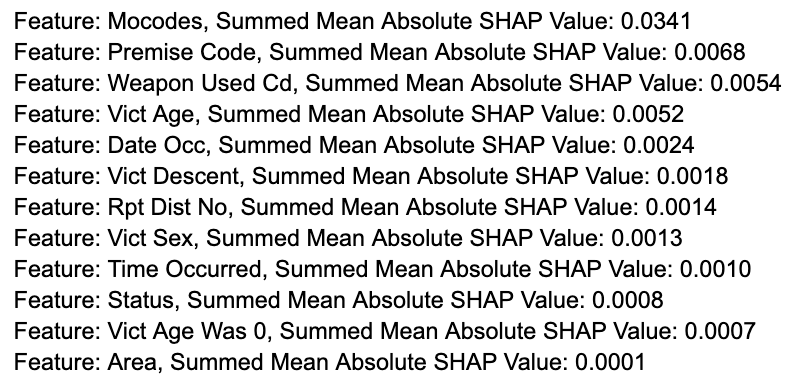 Feature: Mocodes, Summed Mean Absolute SHAP Value: 0.0341
Feature: Premise Code, Summed Mean Absolute SHAP Value: 0.0068
Feature: Weapon Used Cd, Summed Mean Absolute SHAP Value: 0.0054
Feature: Vict Age, Summed Mean Absolute SHAP Value: 0.0052
Feature: Date Occ, Summed Mean Absolute SHAP Value: 0.0024
Feature: Vict Descent, Summed Mean Absolute SHAP Value: 0.0018
Feature: Rpt Dist No, Summed Mean Absolute SHAP Value: 0.0014
Feature: Vict Sex, Summed Mean Absolute SHAP Value: 0.0013
Feature: Time Occurred, Summed Mean Absolute SHAP Value: 0.0010
Feature: Status, Summed Mean Absolute SHAP Value: 0.0008
Feature: Vict Age Was 0, Summed Mean Absolute SHAP Value: 0.0007
Feature: Area, Summed Mean Absolute SHAP Value: 0.0001